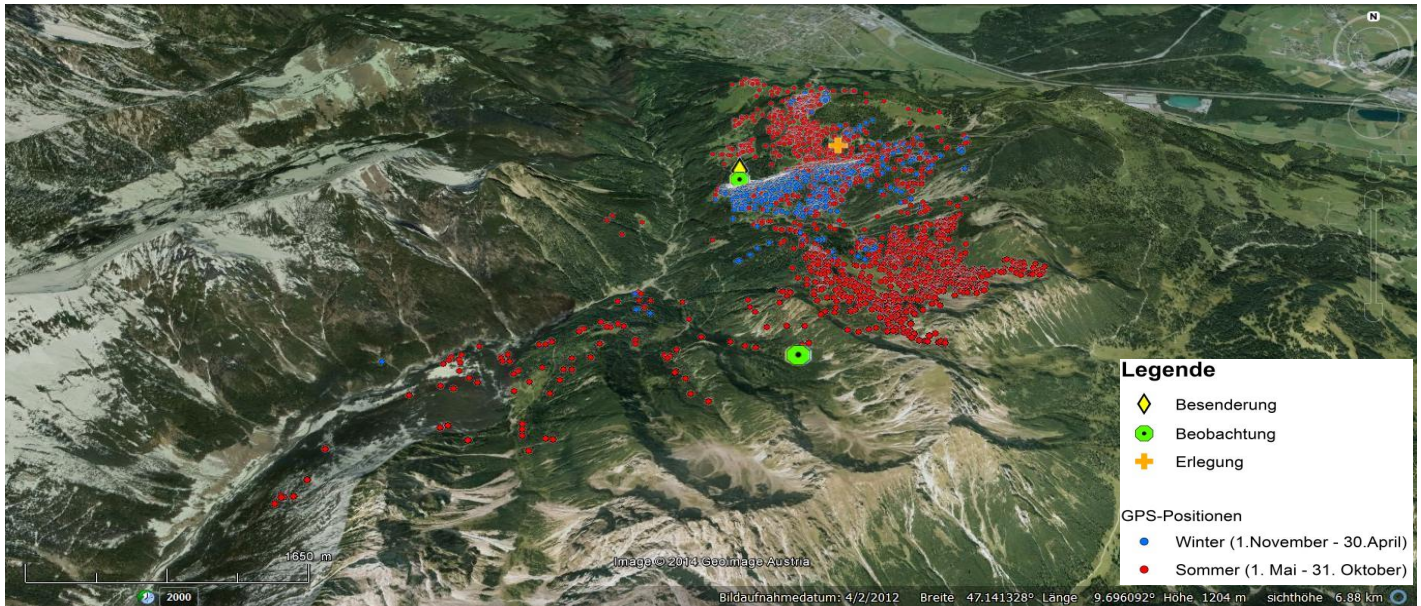 N
Legende
Besenderung
Beobachtung
Erlegung
GPS-Positionen
Winter (1.November - 30.April)
Sommer (1. Mai - 31. Oktober)
1650 m
Image © 2014 GeoImage Austria
2000
Bildaufnahmedatum: 4/2/2012 Breite 47.141328° Länge 9.696092° Höhe 1204 m sichthöhe 6.88 km